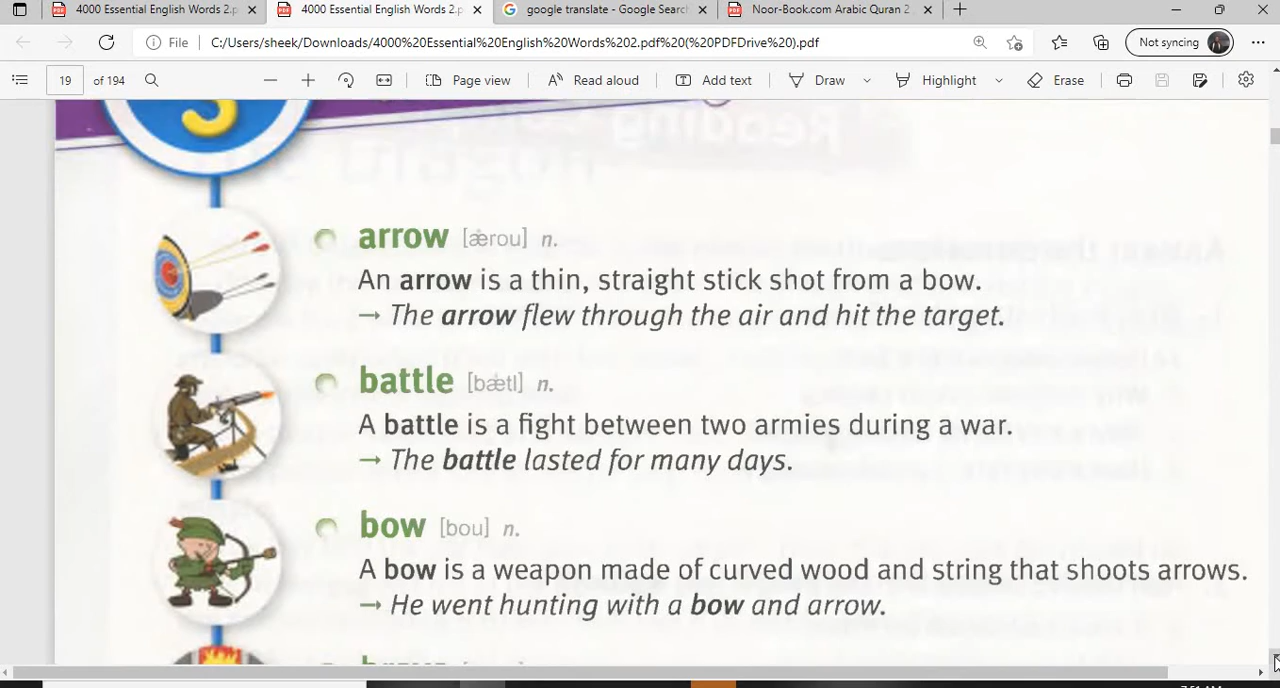 4000 Essential English Words 2.p
4000 Essential English Words 2.p
google translate - Google Search
Noor-Book.com Arabic Quran 2
File
C:/Users/sheek/Downloads/4000%20Essential%20English%20Words%202.pdf%20(%20PDFDrive%20).pdf
Not syncing
19 of 194
Page view
Read aloud
Add text
Draw
Highlight
Erase
3
Reading
arrow [ǽrou] n.
An arrow is a thin, straight stick shot from a bow.
→ The arrow flew through the air and hit the target.
battle [bǽtl] n.
A battle is a fight between two armies during a war.
→ The battle lasted for many days.
bow [bou] n.
A bow is a weapon made of curved wood and string that shoots arrows.
→ He went hunting with a bow and arrow.